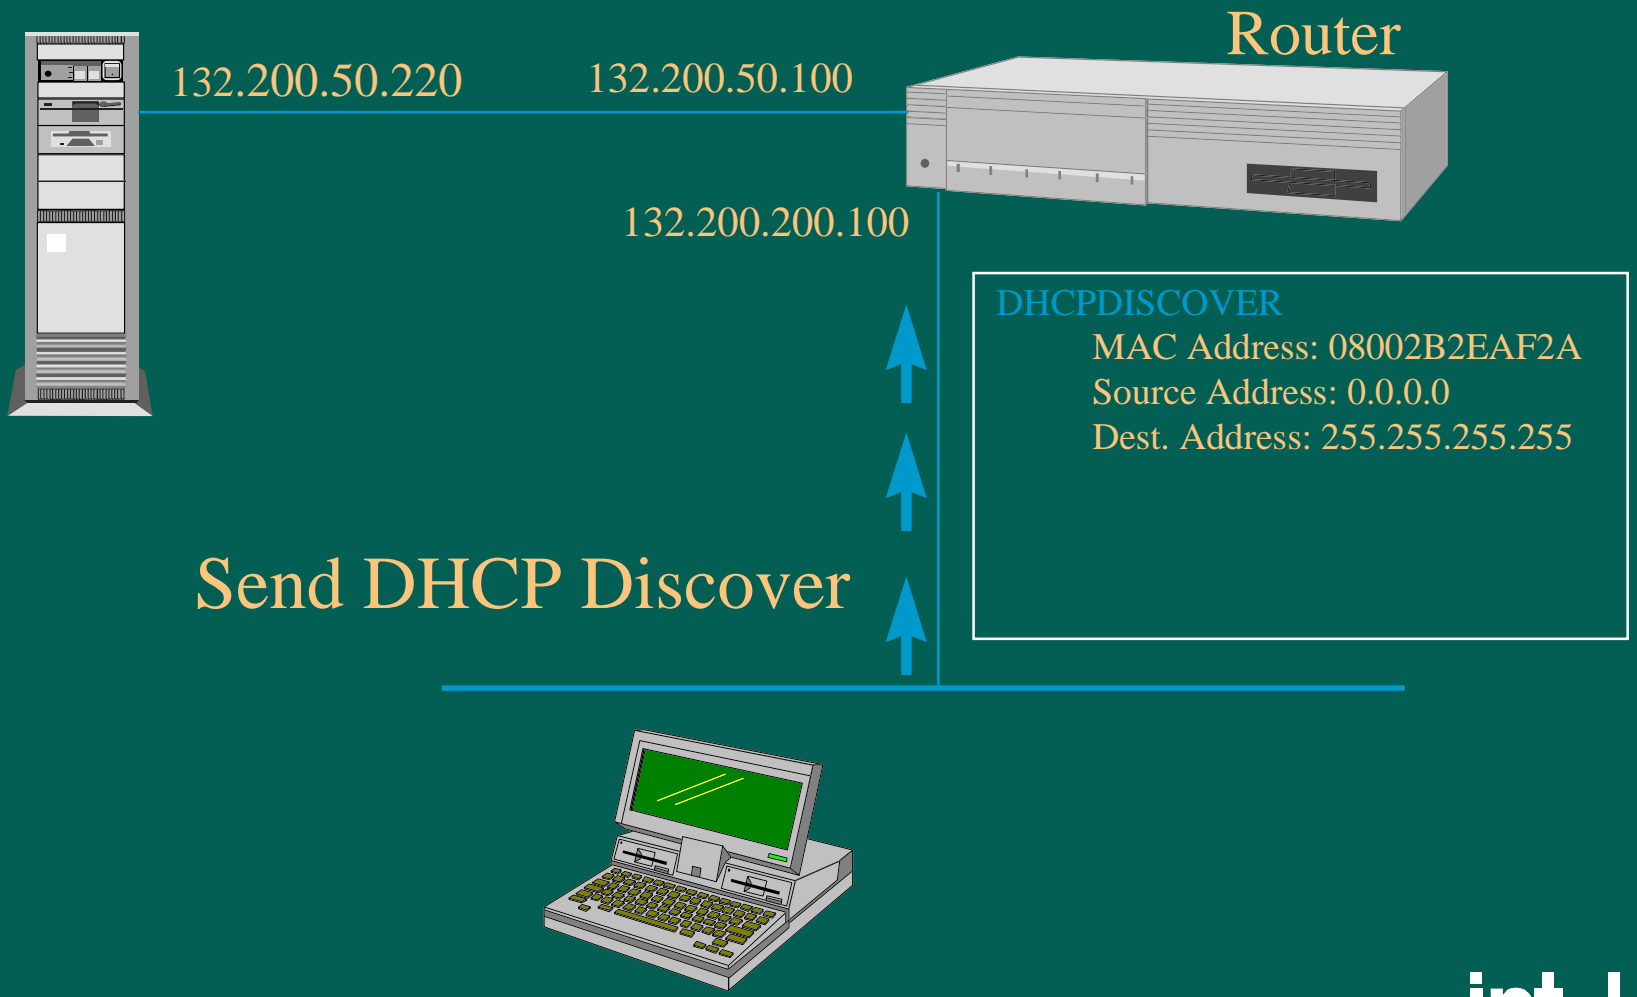 Router
132.200.50.220
132.200.50.100
132.200.200.100
DHCPDISCOVER
MAC Address: 08002B2EAF2A
Source Address: 0.0.0.0
Dest. Address: 255.255.255.255
Send DHCP Discover